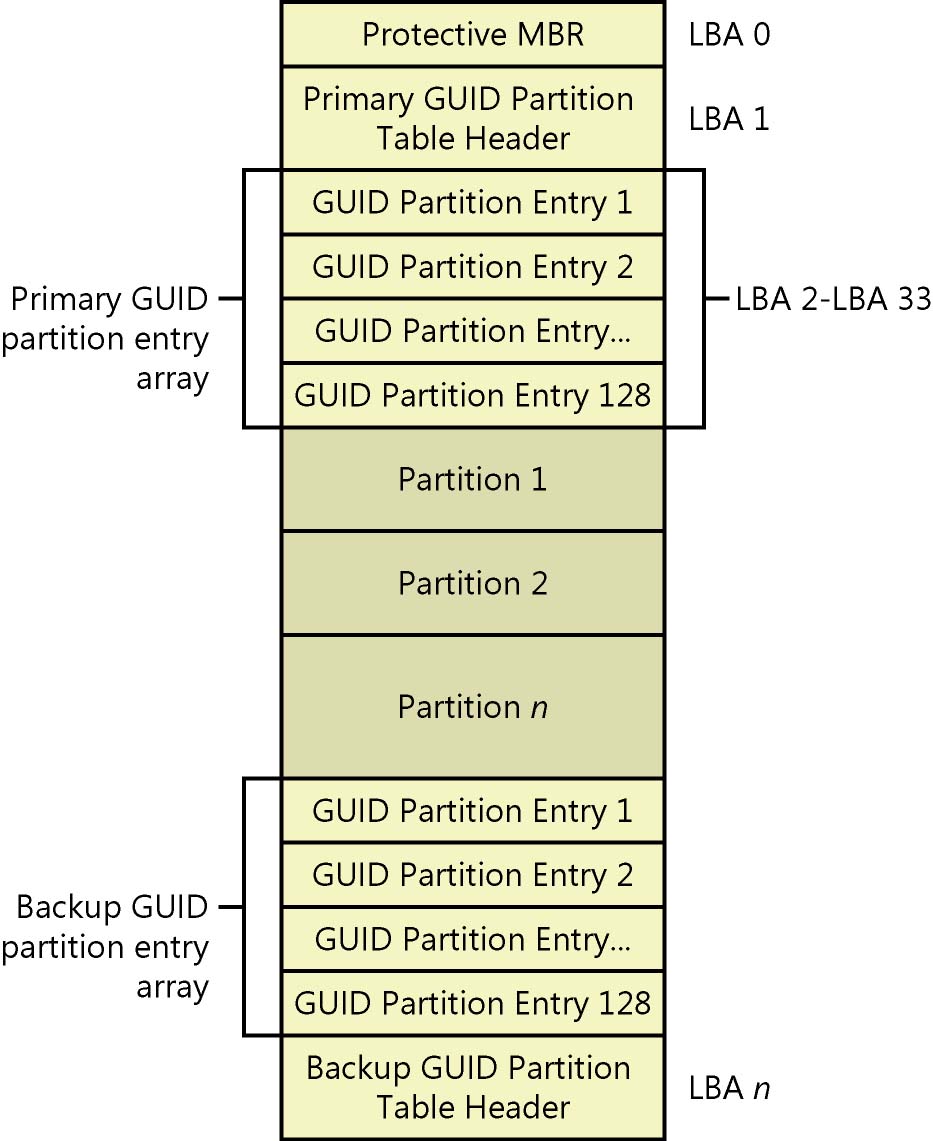 Protective MBR
LBA 0
Primary GUID Partition
Table Header
LBA 1
GUID Partition Entry 1
GUID Partition Entry 2
GUID Partition Entry...
GUID Partition Entry 128
Primary GUID
partition entry
array
LBA 2-LBA 33
Partition 1
Partition 2
Partition n
GUID Partition Entry 1
GUID Partition Entry 2
GUID Partition Entry...
GUID Partition Entry 128
Backup GUID
partition entry
array
Backup GUID Partition
Table Header
LBA n